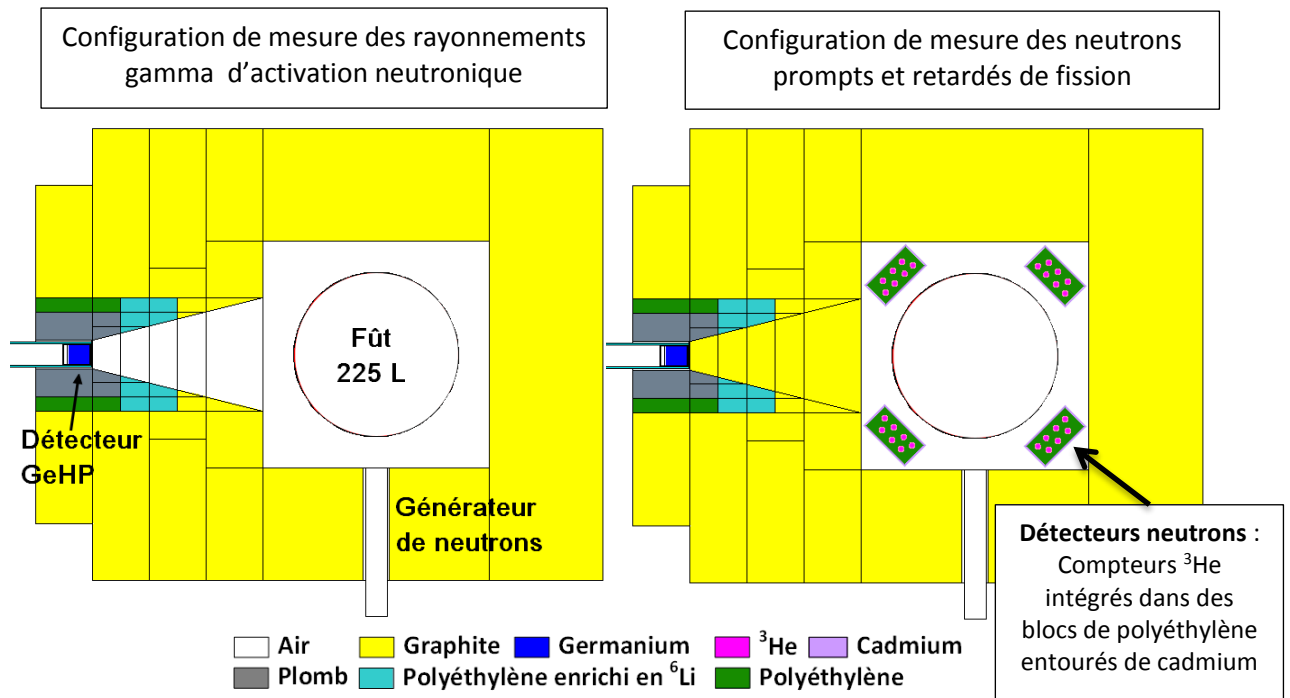 Configuration de mesure des rayonnements
gamma d'activation neutronique
Configuration de mesure des neutrons
prompts et retardés de fission
Fût
225 L
Détecteur
GeHP
Générateur
de neutrons
Détecteurs neutrons :
Compteurs ³He
intégrés dans des
blocs de polyéthylène
entourés de cadmium
Air
Graphite
Germanium
³He
Cadmium
Plomb
Polyéthylène enrichi en ⁶Li
Polyéthylène